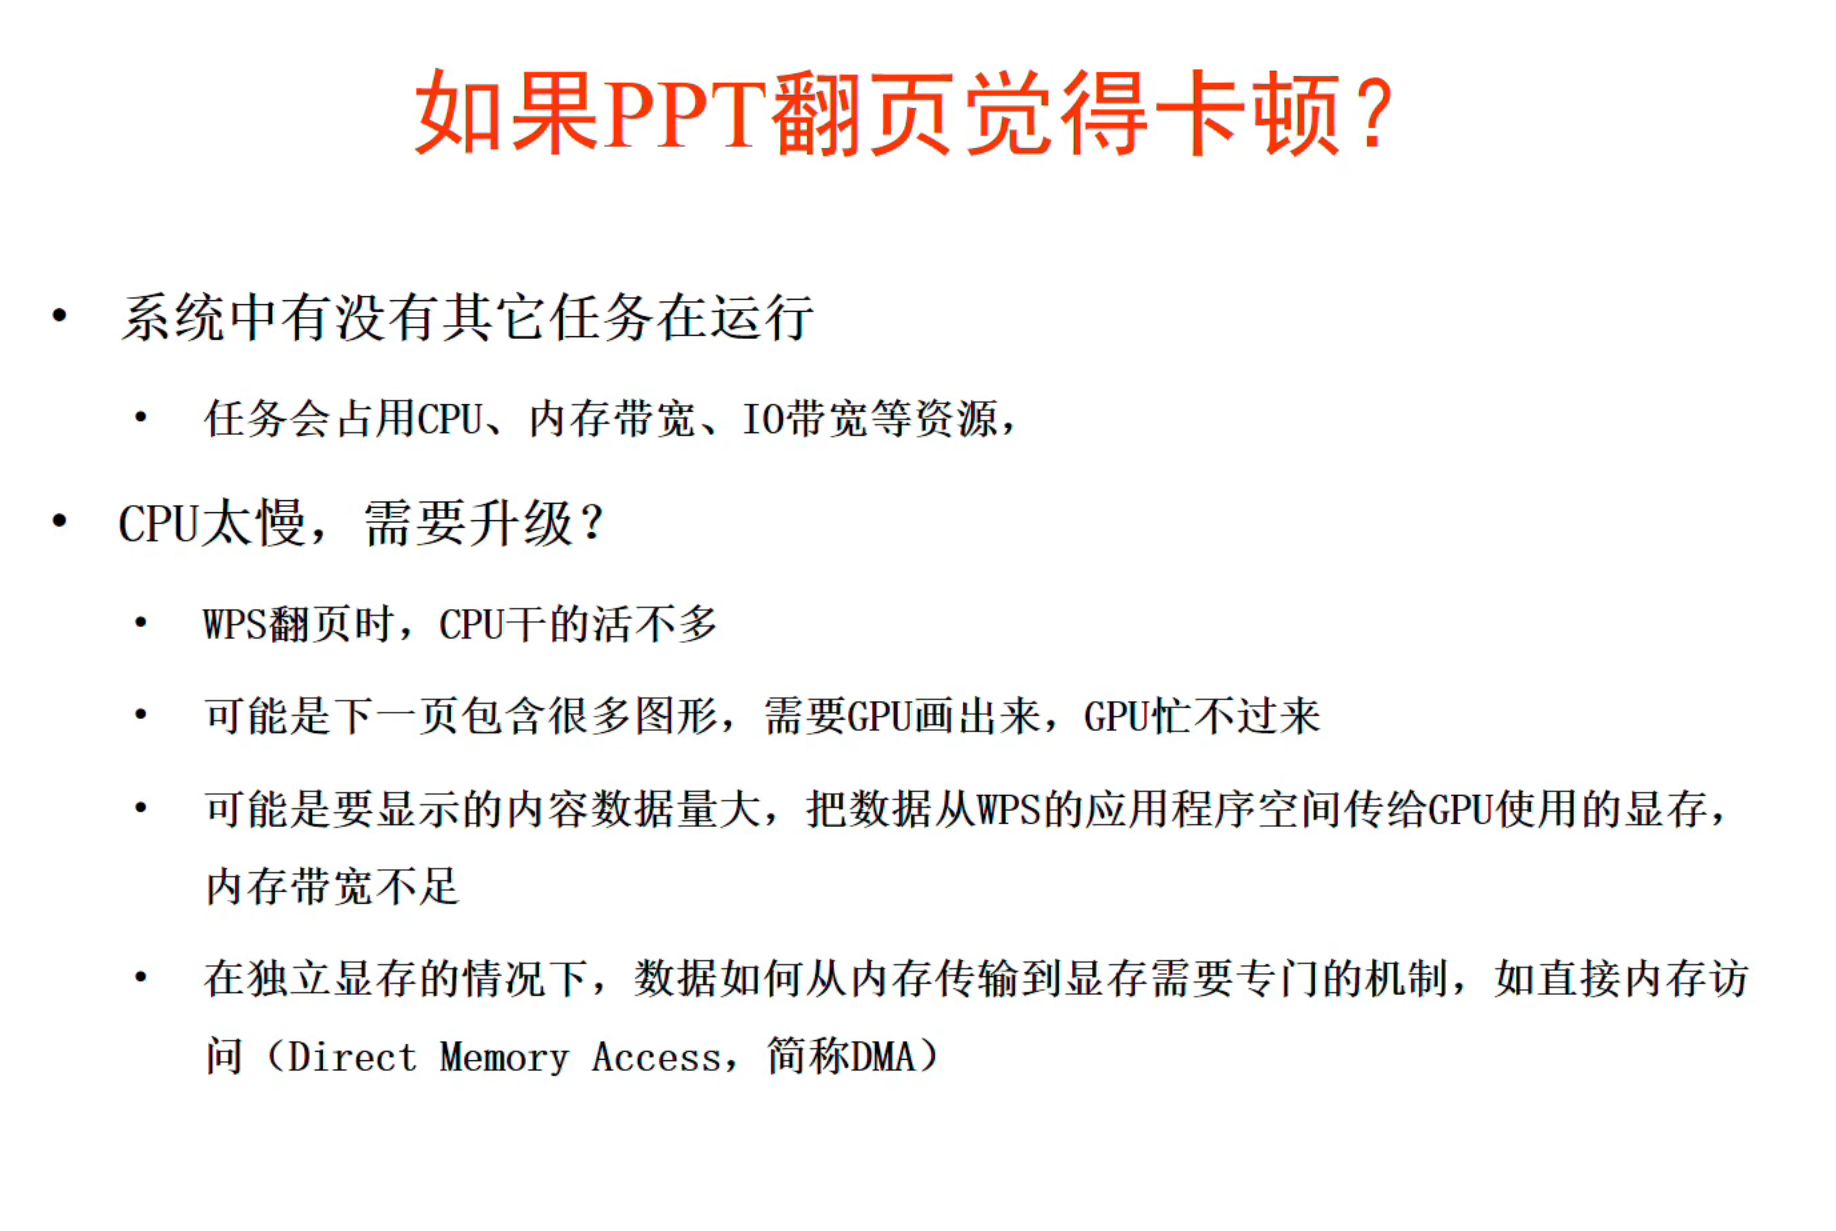 如果PPT翻页觉得卡顿？
• 系统中有没有其它任务在运行
• 任务会占用CPU、内存带宽、IO带宽等资源，
• CPU太慢，需要升级？
• WPS翻页时，CPU干的活不多
• 可能是下一页包含很多图形，需要GPU画出来，GPU忙不过来
• 可能是要显示的内容数据量大，把数据从WPS的应用程序空间传给GPU使用的显存，
内存带宽不足
• 在独立显存的情况下，数据如何从内存传输到显存需要专门的机制，如直接内存访
问（Direct Memory Access，简称DMA）